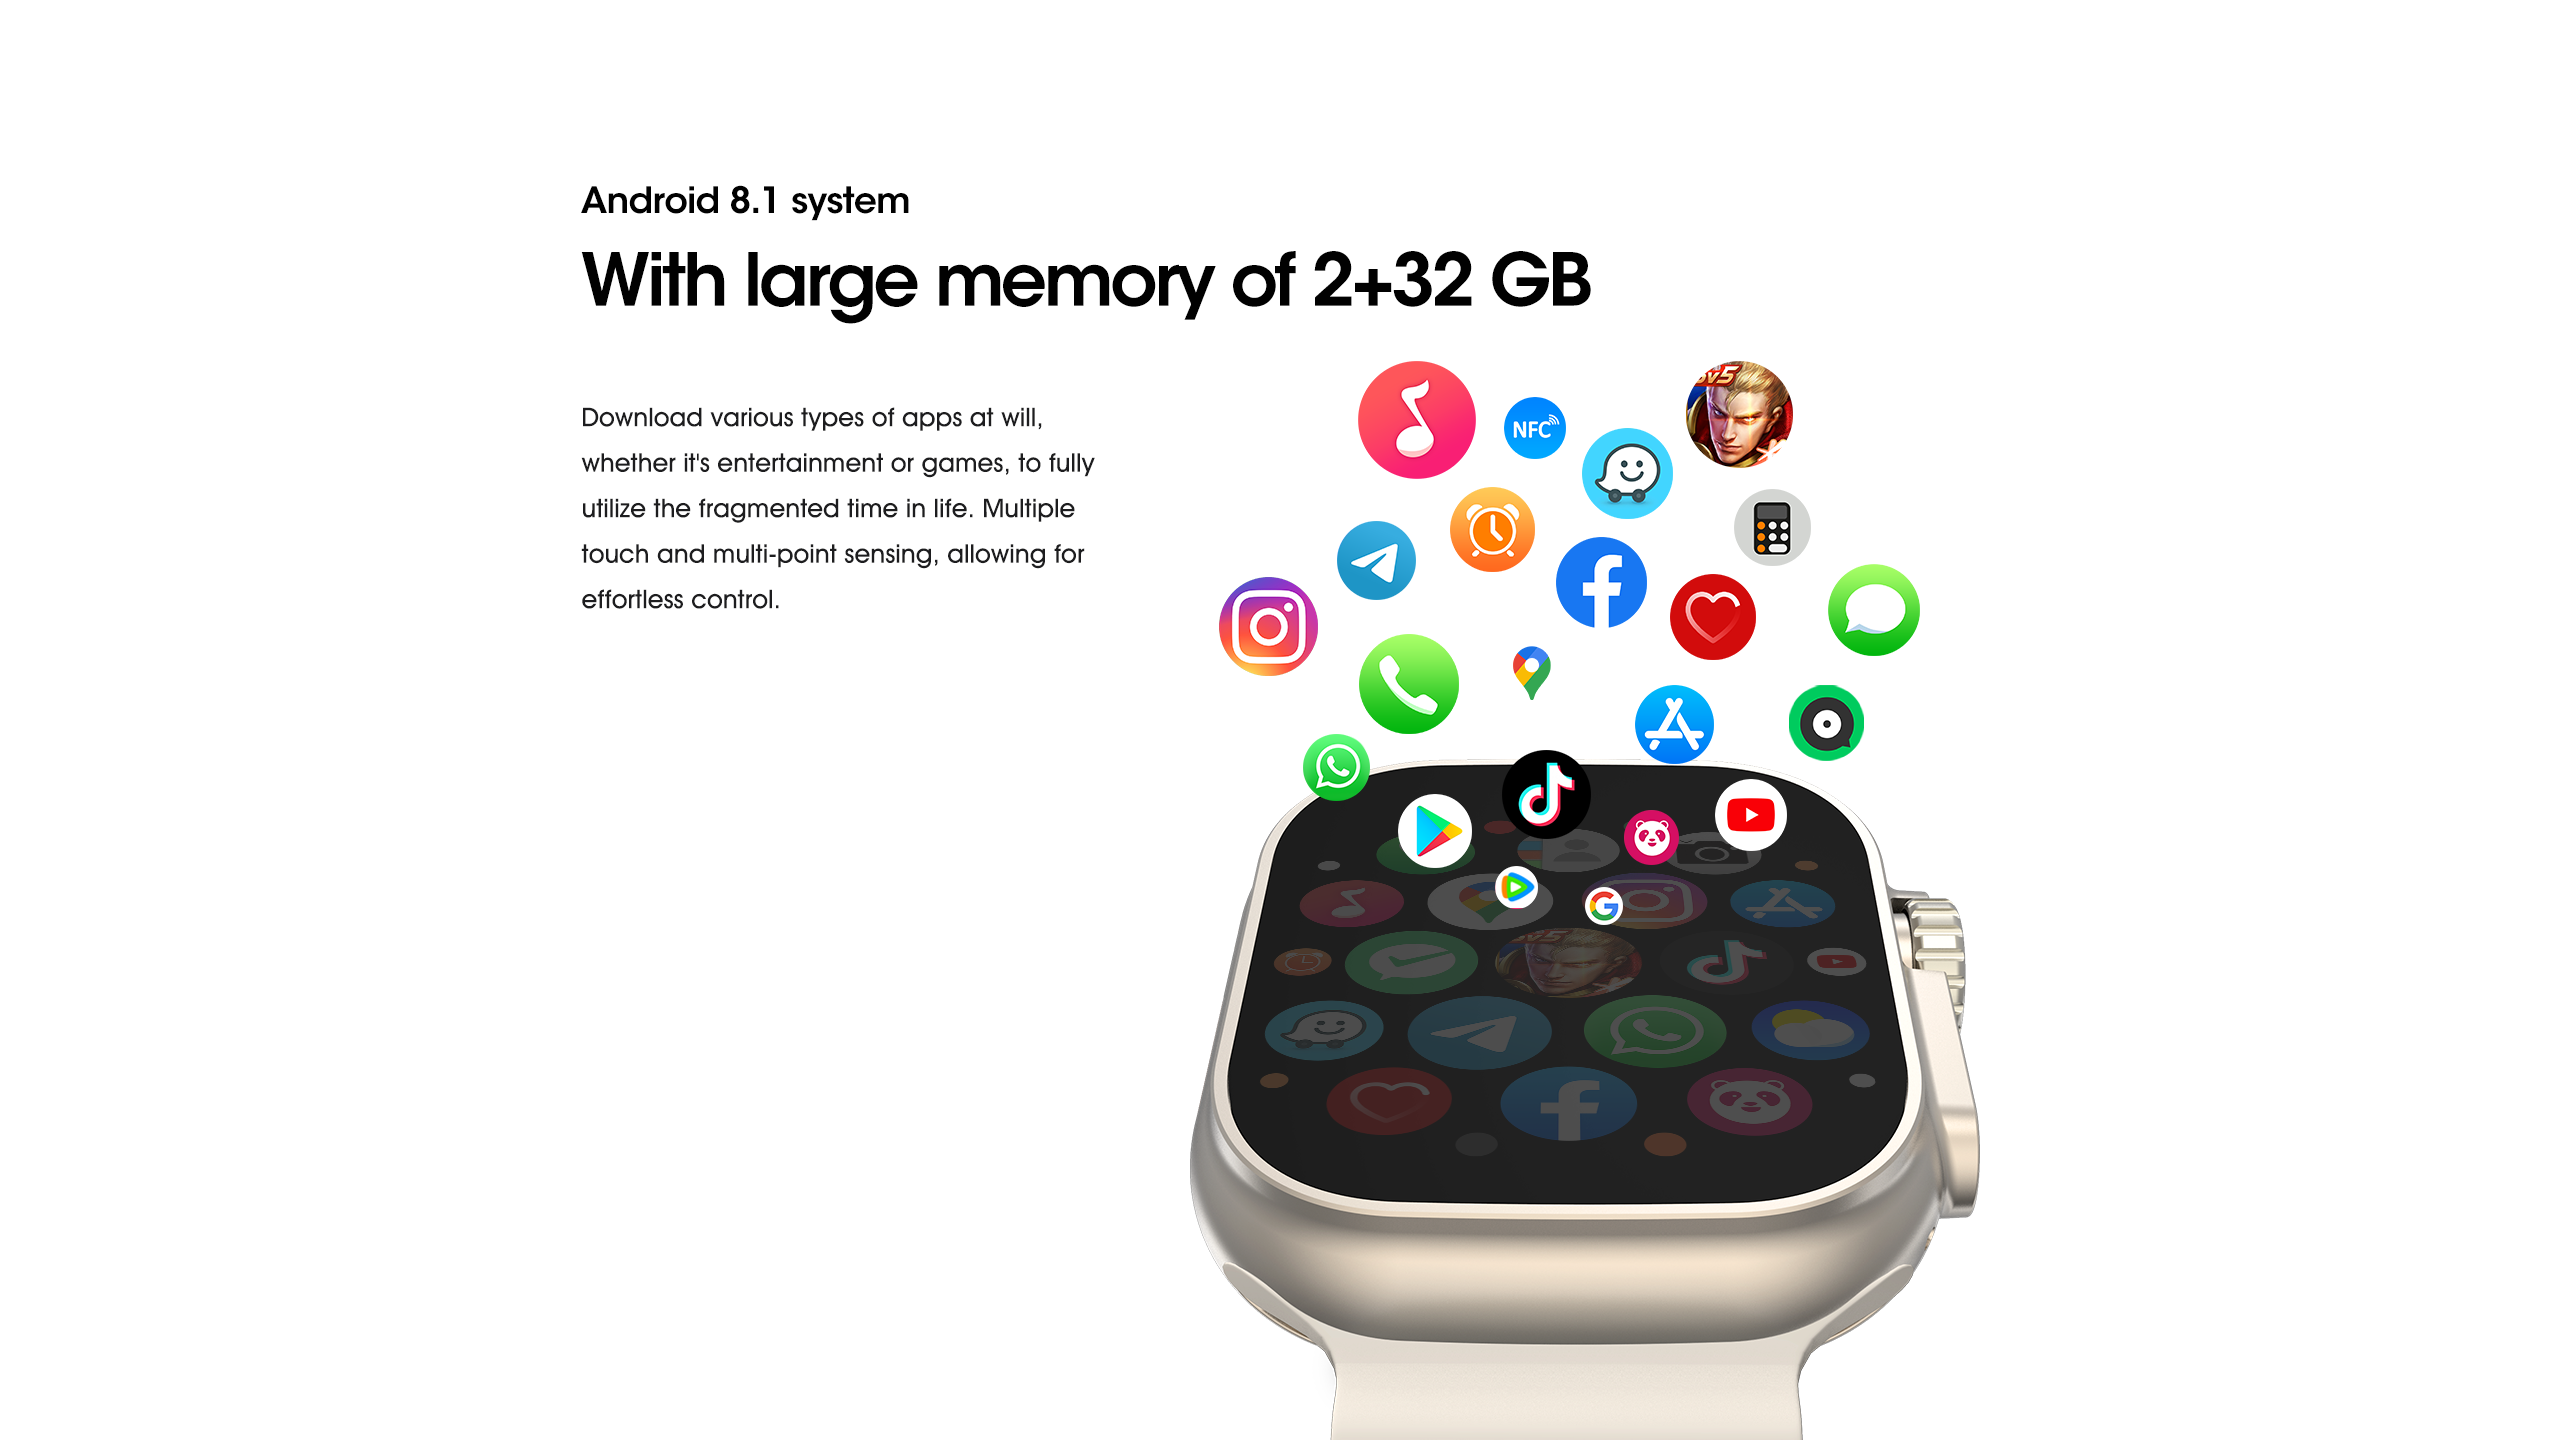 Android 8.1 system
With large memory of 2+32 GB
Download various types of apps at will,
whether it's entertainment or games, to fully
utilize the fragmented time in life. Multiple
touch and multi-point sensing, allowing for
effortless control.
NFC